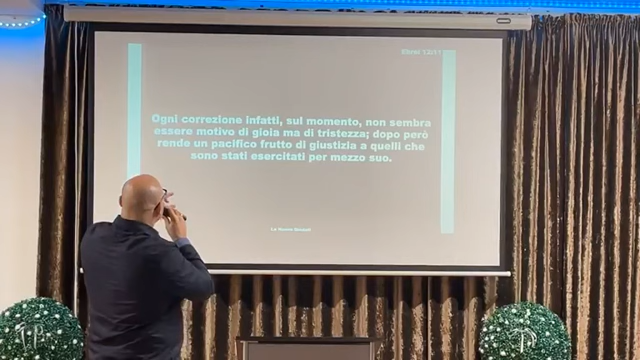 Ebrei 12:11
Ogni correzione infatti, sul momento, non sembra
essere motivo di gioia ma di tristezza; dopo però
rende un pacifico frutto di giustizia a quelli che
sono stati esercitati per mezzo suo.
La Nuova Diodati